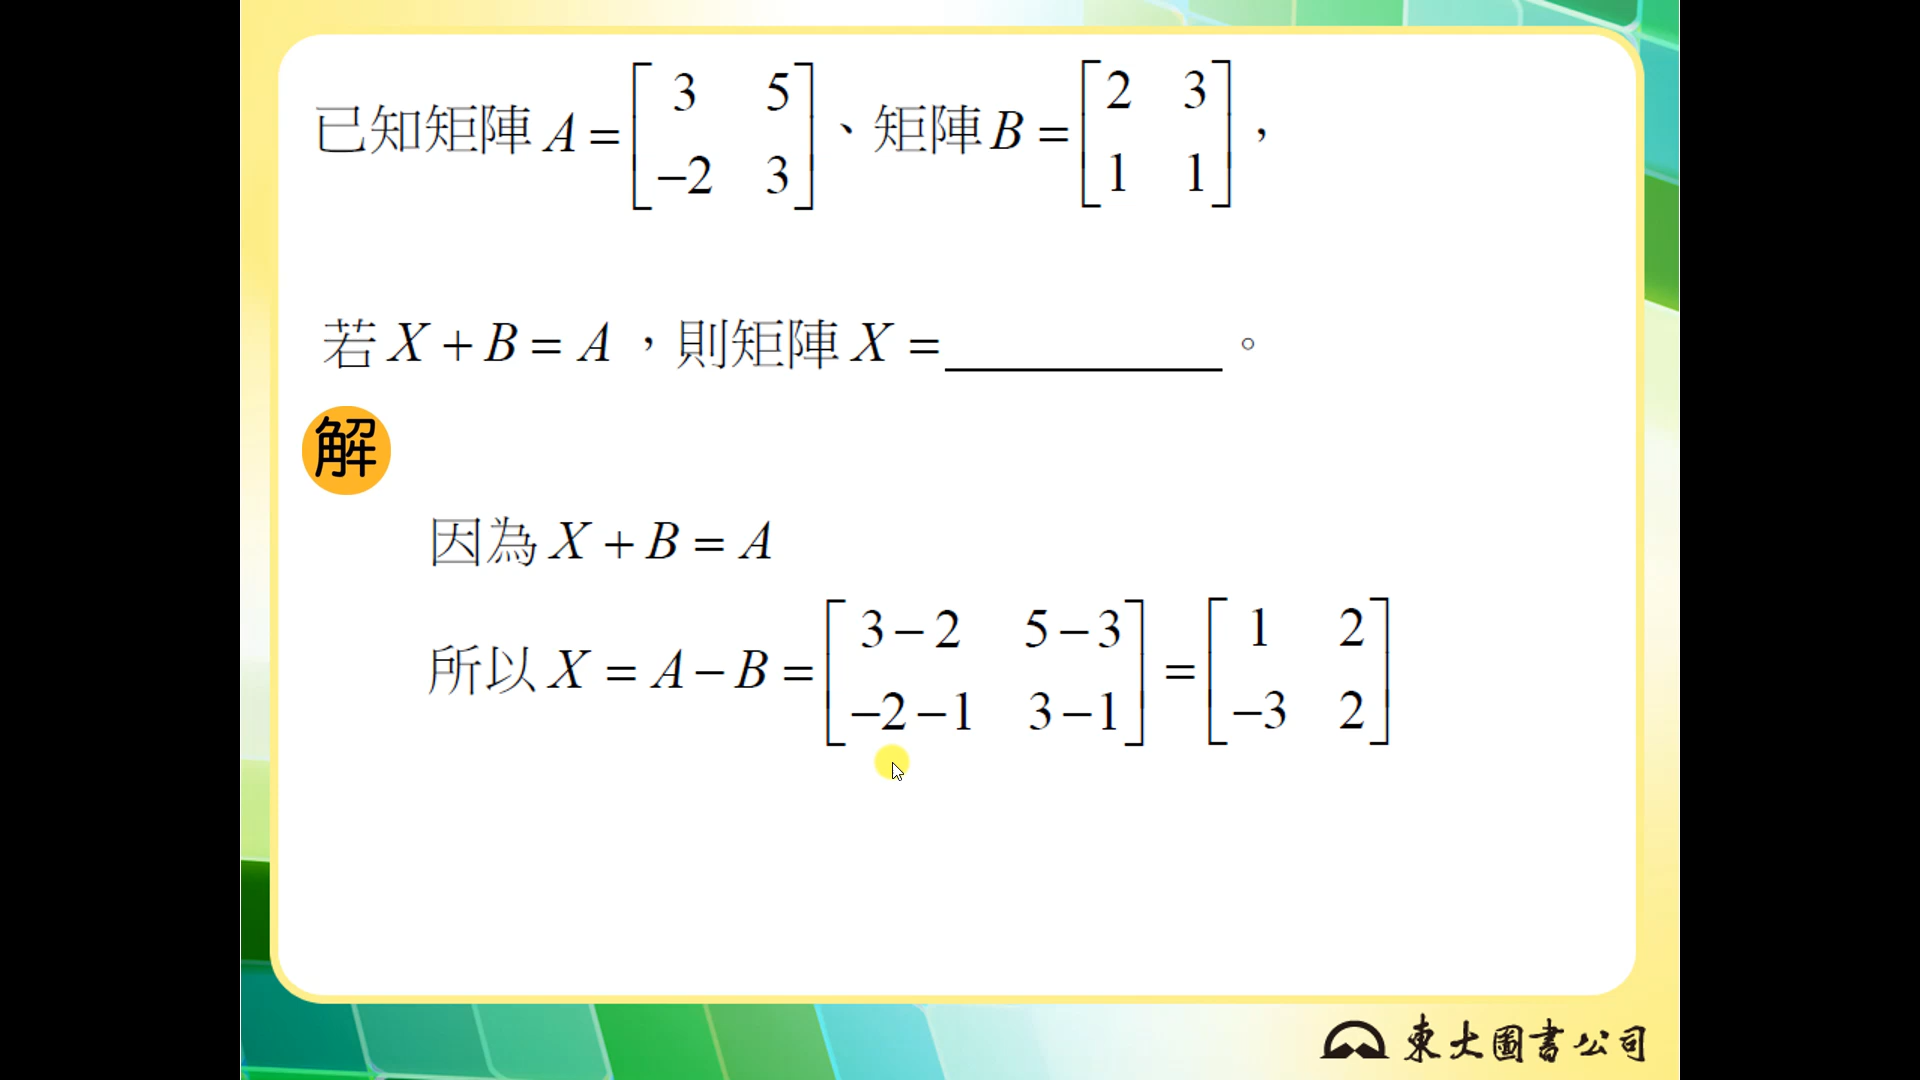 已知矩陣 A = [ 3 5 ; −2 3 ]、矩陣 B = [ 2 3 ; 1 1 ]，
若 X + B = A ，則矩陣 X = ＿＿＿＿＿ 。
解
因為 X + B = A
所以 X = A − B = [ 3 − 2 5 − 3 ; −2 − 1 3 − 1 ] = [ 1 2 ; −3 2 ]
東大圖書公司